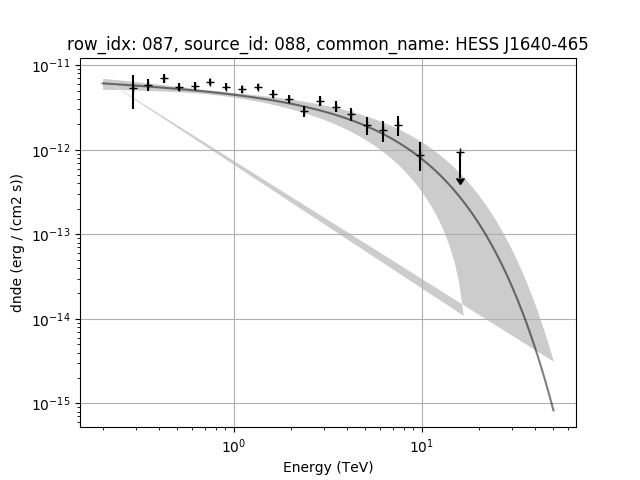 row_idx: 087, source_id: 088, common_name: HESS J1640-465
dnde (erg / (cm2 s))
10⁻¹¹
10⁻¹²
10⁻¹³
10⁻¹⁴
10⁻¹⁵
10⁰ 10¹
Energy (TeV)